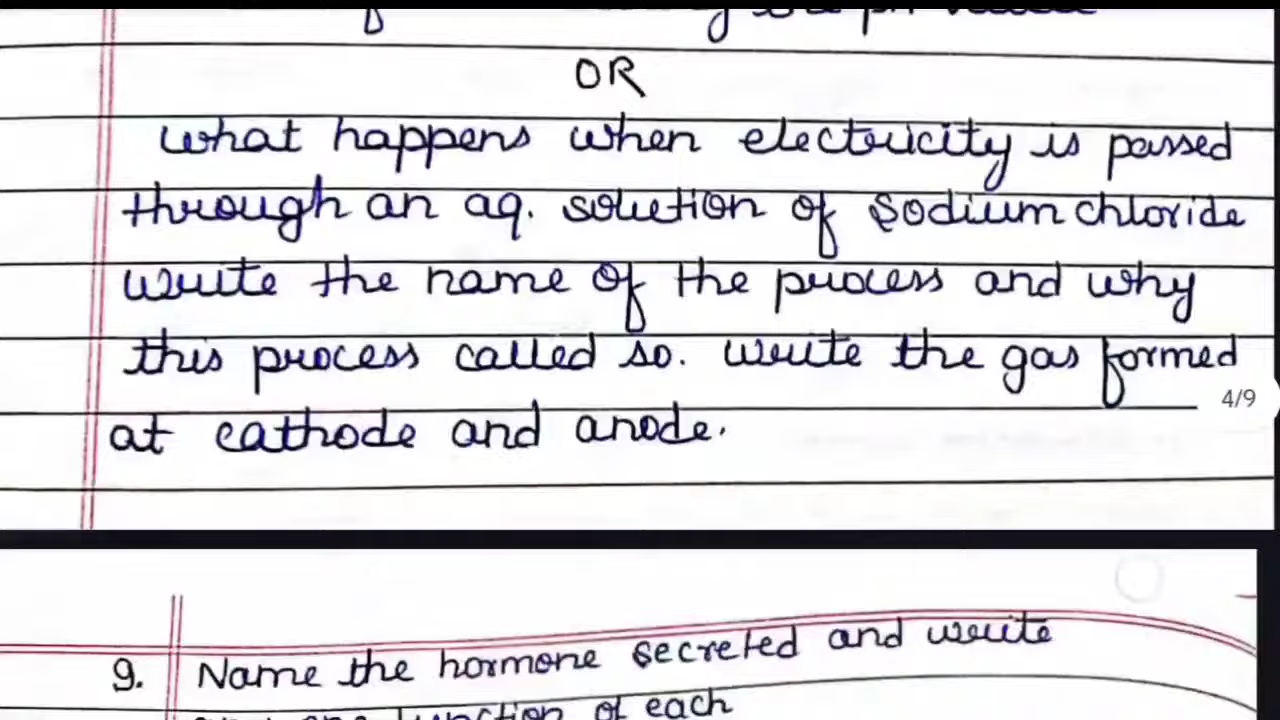 OR
what happens when electricity is passed
through an aq. solution of sodium chloride
write the name of the process and why
this process called so. write the gas formed
at cathode and anode.
4/9
9. Name the hormone secreted and write
function of each